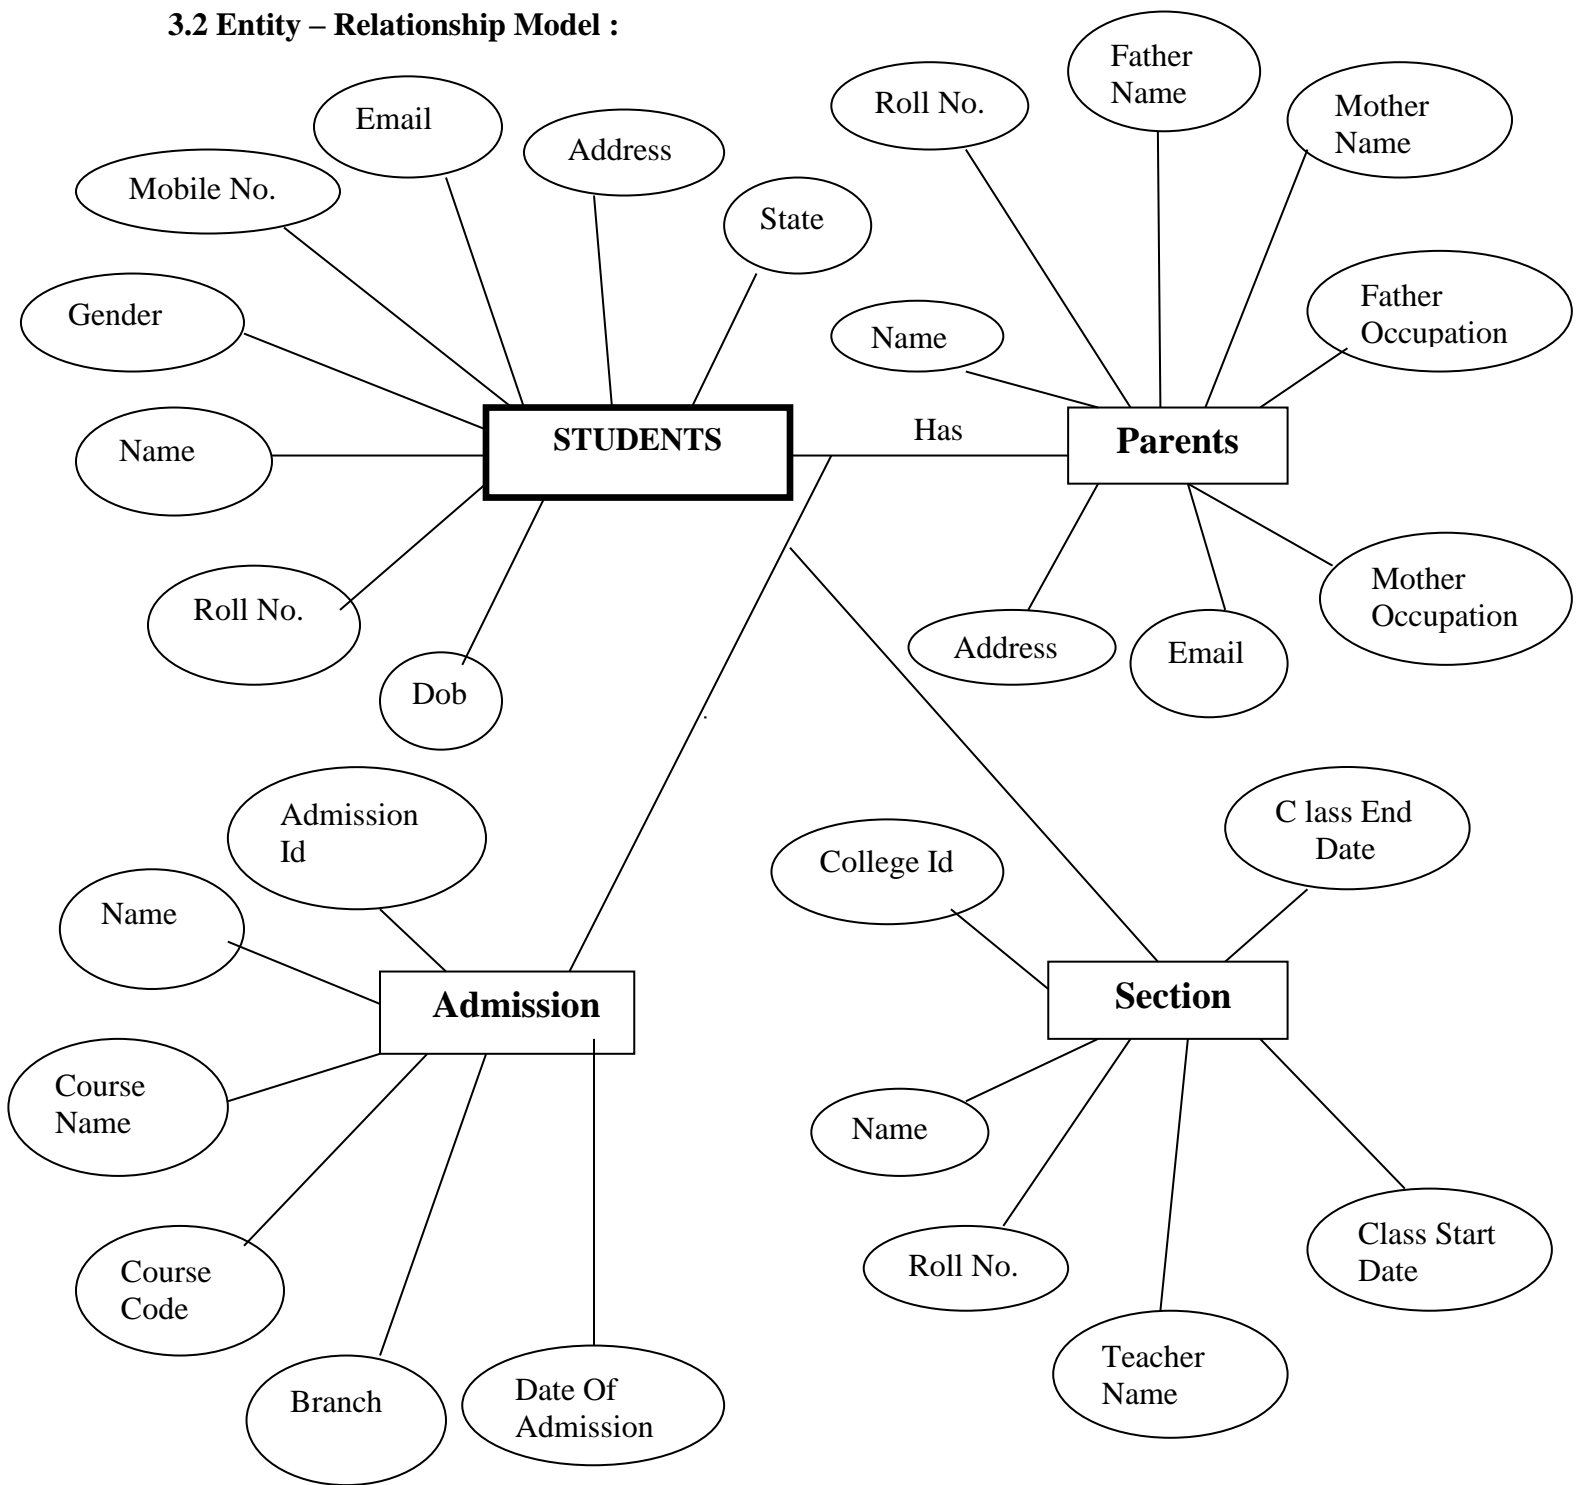 3.2 Entity – Relationship Model :
Email
Address
Mobile No.
State
Gender
Name
STUDENTS
Roll No.
Dob
Has
Roll No.
Father
Name
Mother
Name
Father
Occupation
Name
Parents
Mother
Occupation
Address
Email
.
Admission
Id
Name
Admission
Course
Name
Course
Code
Branch
Date Of
Admission
College Id
C lass End
Date
Section
Name
Roll No.
Teacher
Name
Class Start
Date